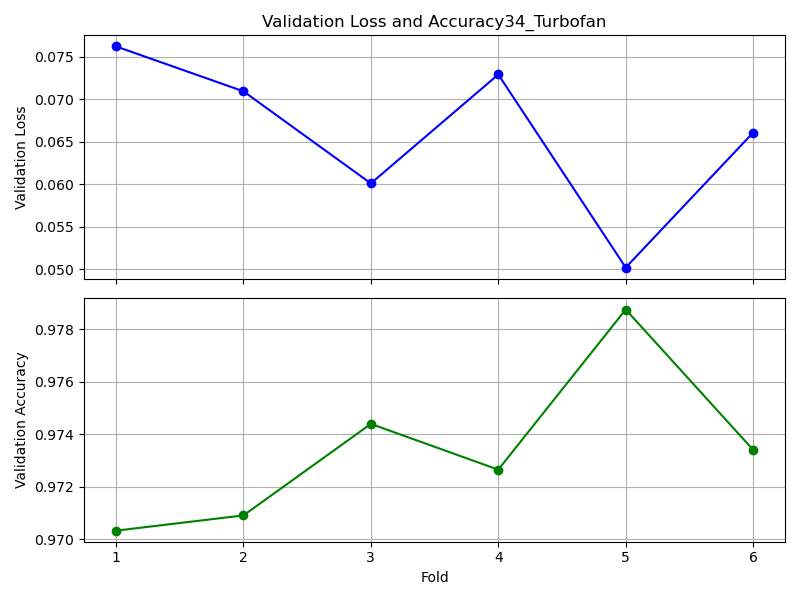 Validation Loss and Accuracy34_Turbofan
0.075
0.070
0.065
0.060
0.055
0.050
Validation Loss
0.978
0.976
0.974
0.972
0.970
Validation Accuracy
1 2 3 4 5 6
Fold